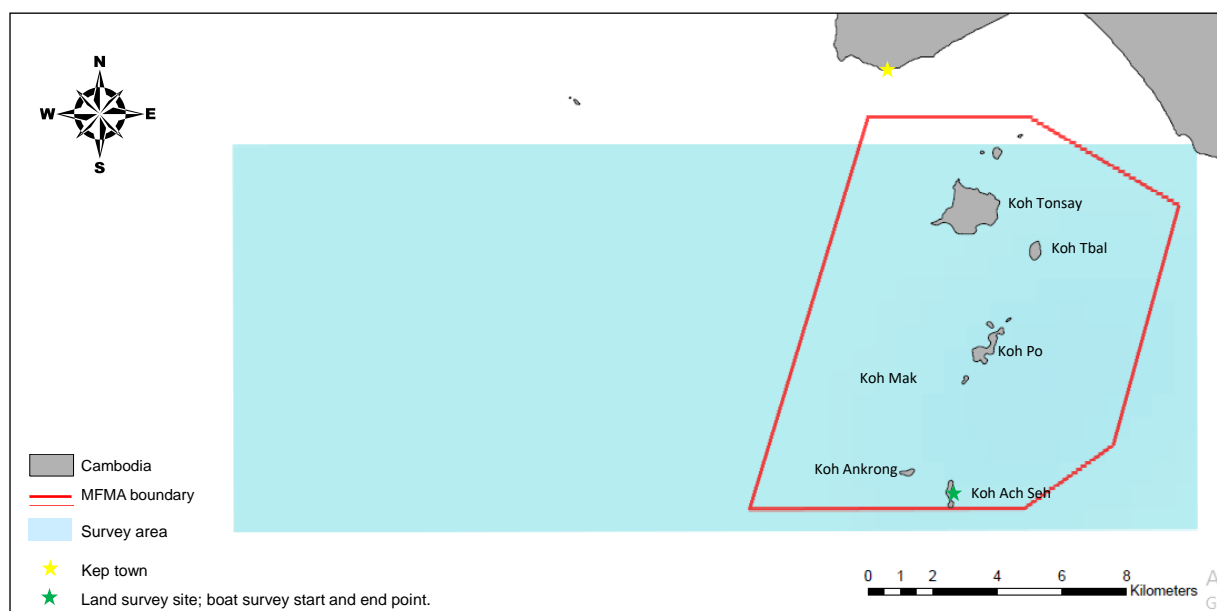 N
W E
S
Koh Tonsay
Koh Tbal
Koh Po
Koh Mak
Koh Ankrong
Koh Ach Seh
Cambodia
MFMA boundary
Survey area
Kep town
Land survey site; boat survey start and end point.
0 1 2 4 6 8
Kilometers
A
G